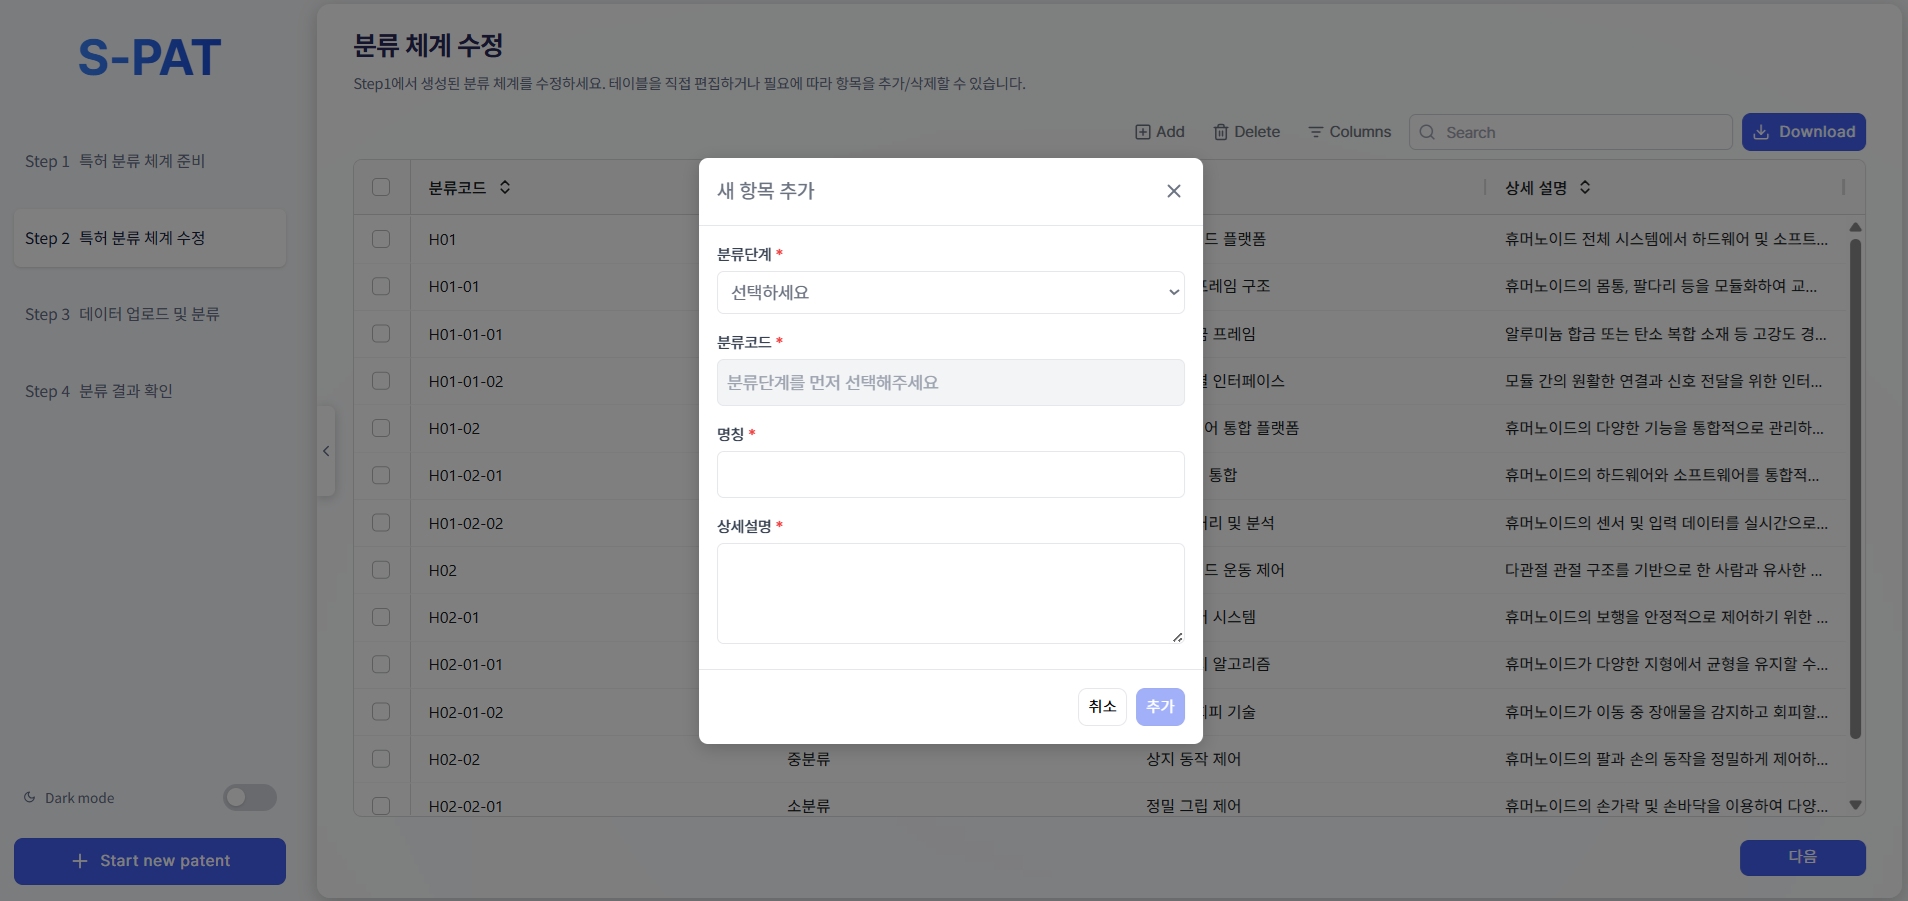 S-PAT
Step 1 특허 분류 체계 준비
Step 2 특허 분류 체계 수정
Step 3 데이터 업로드 및 분류
Step 4 분류 결과 확인
Dark mode
Start new patent
분류 체계 수정
Step1에서 생성된 분류 체계를 수정하세요. 테이블을 직접 편집하거나 필요에 따라 항목을 추가/삭제할 수 있습니다.
Add Delete Columns Search Download
분류코드 상세 설명
H01 플랫폼 휴머노이드 전체 시스템에서 하드웨어 및 소프트...
H01-01 구조 휴머노이드의 몸통, 팔다리 등을 모듈화하여 교...
H01-01-01 프레임 알루미늄 합금 또는 탄소 복합 소재 등 고강도 경...
H01-01-02 인터페이스 모듈 간의 원활한 연결과 신호 전달을 위한 인터...
H01-02 통합 플랫폼 휴머노이드의 다양한 기능을 통합적으로 관리하...
H01-02-01 통합 휴머노이드의 하드웨어와 소프트웨어를 통합적...
H01-02-02 및 분석 휴머노이드의 센서 및 입력 데이터를 실시간으로...
H02 운동 제어 다관절 관절 구조를 기반으로 한 사람과 유사한 ...
H02-01 시스템 휴머노이드의 보행을 안정적으로 제어하기 위한 ...
H02-01-01 알고리즘 휴머노이드가 다양한 지형에서 균형을 유지할 수...
H02-01-02 기술 휴머노이드가 이동 중 장애물을 감지하고 회피할...
H02-02 중분류 상지 동작 제어 휴머노이드의 팔과 손의 동작을 정밀하게 제어하...
H02-02-01 소분류 정밀 그립 제어 휴머노이드의 손가락 및 손바닥을 이용하여 다양...
다음
새 항목 추가
분류단계 *
선택하세요
분류코드 *
분류단계를 먼저 선택해주세요
명칭 *
상세설명 *
취소 추가